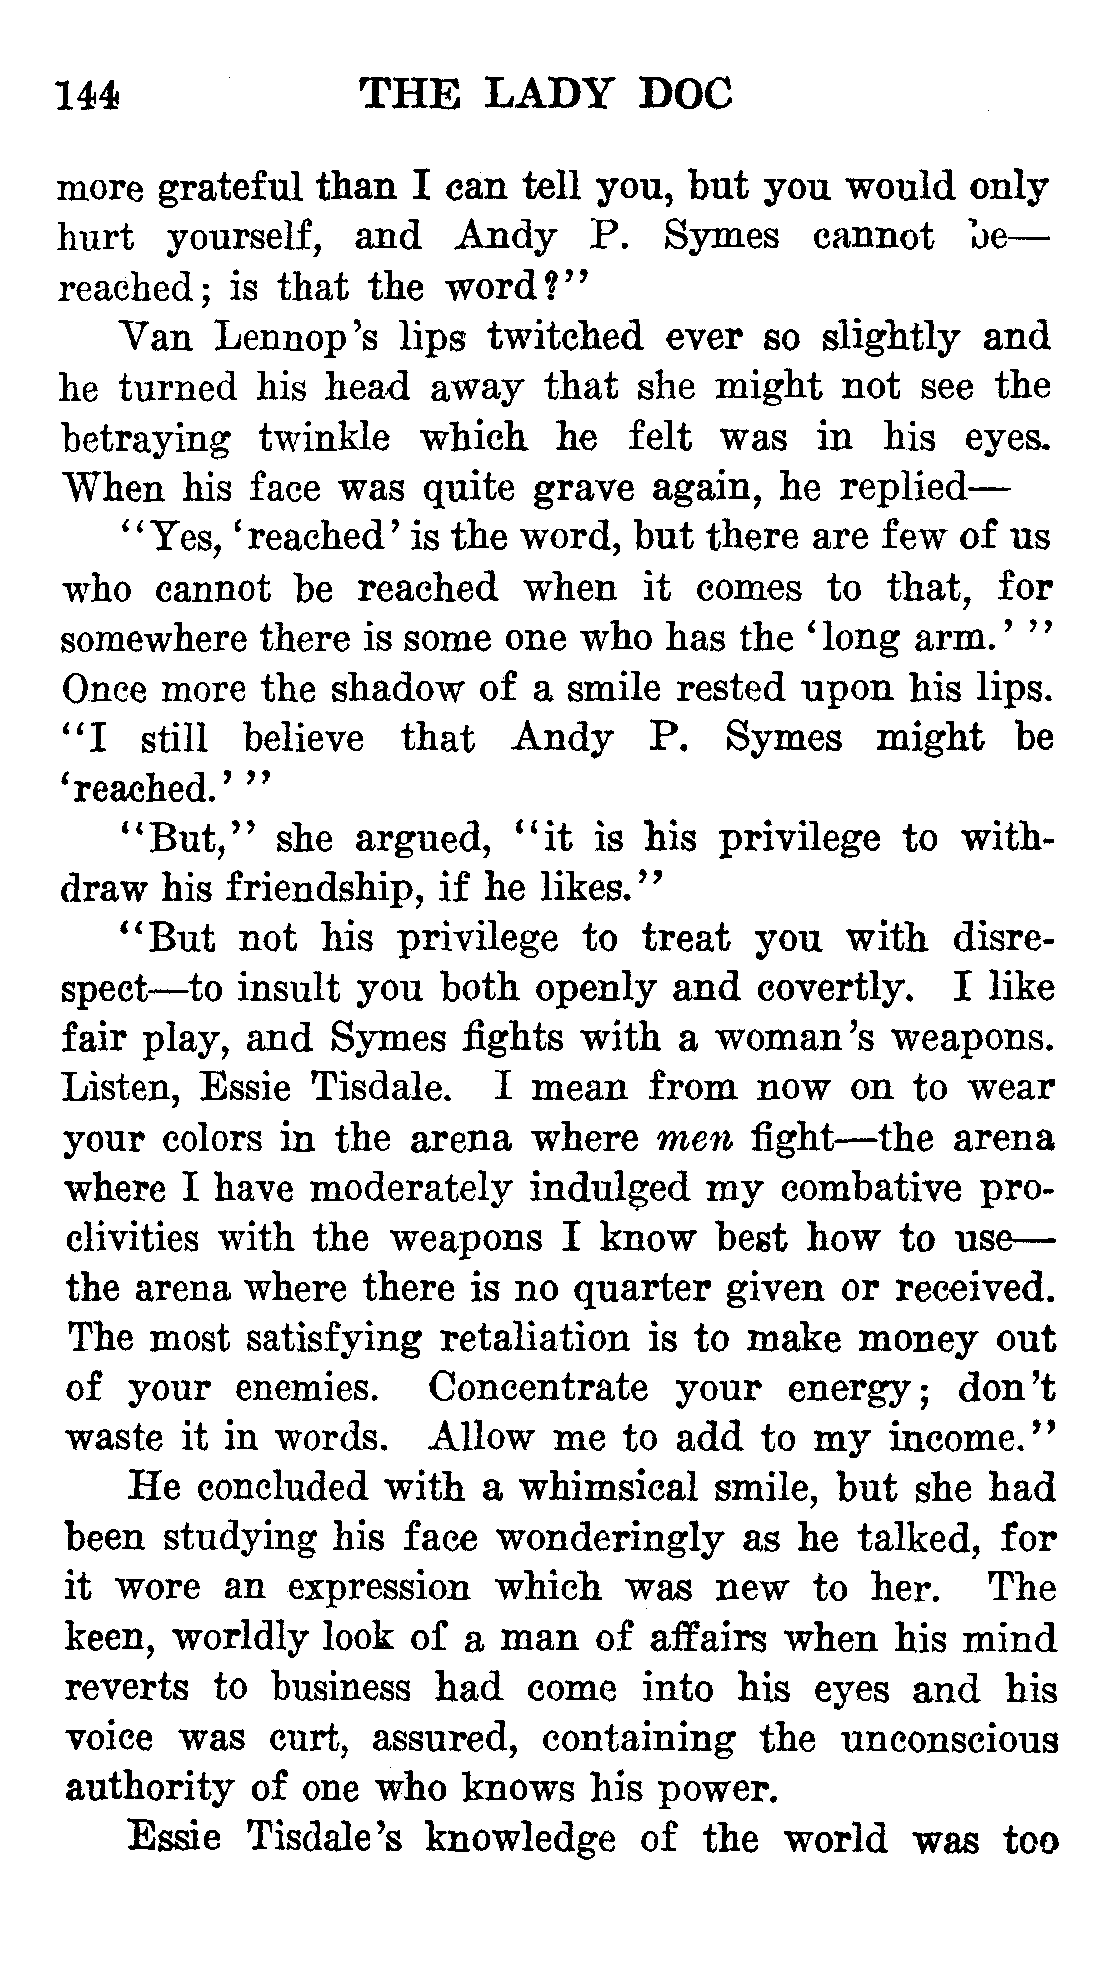 144 THE LADY DOC
more grateful than I can tell you, but you would only
hurt yourself, and Andy P. Symes cannot be—
reached; is that the word?"
Van Lennop's lips twitched ever so slightly and
he turned his head away that she might not see the
betraying twinkle which he felt was in his eyes.
When his face was quite grave again, he replied—
"Yes, 'reached' is the word, but there are few of us
who cannot be reached when it comes to that, for
somewhere there is some one who has the 'long arm.' "
Once more the shadow of a smile rested upon his lips.
"I still believe that Andy P. Symes might be
'reached.' "
"But," she argued, "it is his privilege to with-
draw his friendship, if he likes."
"But not his privilege to treat you with disre-
spect—to insult you both openly and covertly. I like
fair play, and Symes fights with a woman's weapons.
Listen, Essie Tisdale. I mean from now on to wear
your colors in the arena where men fight—the arena
where I have moderately indulged my combative pro-
clivities with the weapons I know best how to use—
the arena where there is no quarter given or received.
The most satisfying retaliation is to make money out
of your enemies. Concentrate your energy; don't
waste it in words. Allow me to add to my income."
He concluded with a whimsical smile, but she had
been studying his face wonderingly as he talked, for
it wore an expression which was new to her. The
keen, worldly look of a man of affairs when his mind
reverts to business had come into his eyes and his
voice was curt, assured, containing the unconscious
authority of one who knows his power.
Essie Tisdale's knowledge of the world was too